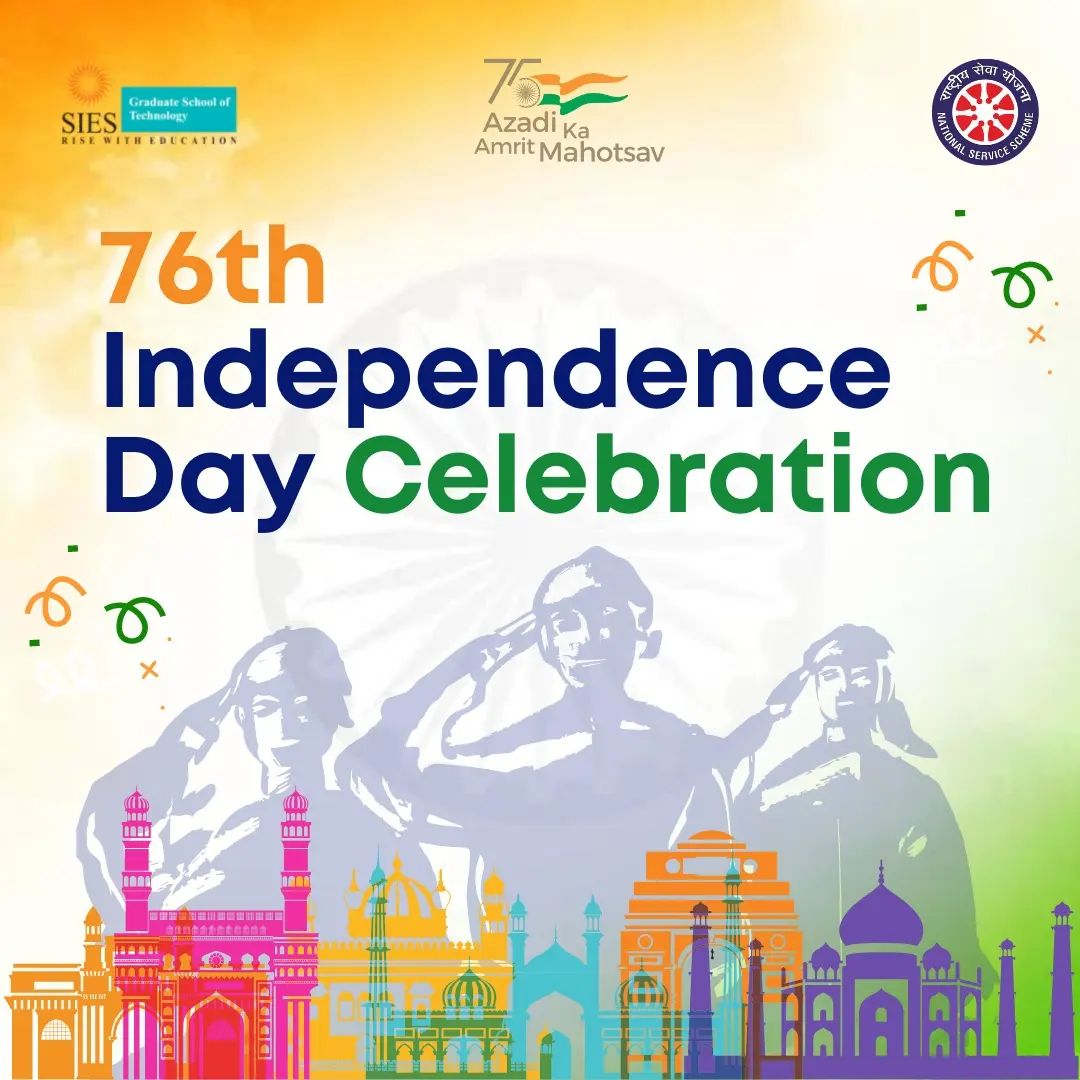 SIES
Graduate School of
Technology
RISE WITH EDUCATION
75
Azadi Ka
Amrit Mahotsav
राष्ट्रीय सेवा योजना
NATIONAL SERVICE SCHEME
76th
Independence
Day Celebration